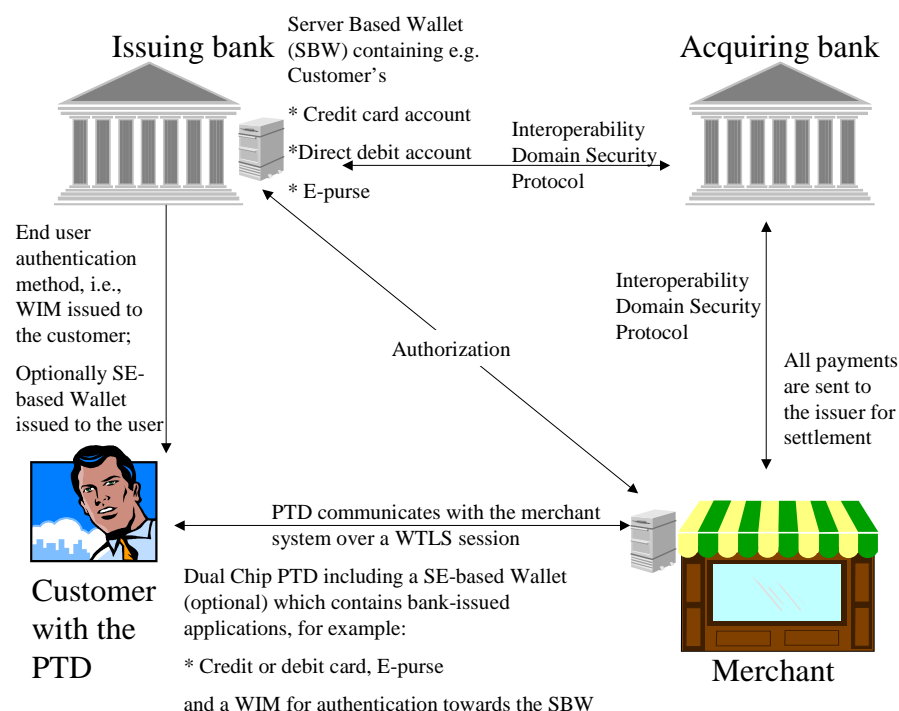 Issuing bank
Server Based Wallet
(SBW) containing e.g.
Customer's
* Credit card account
*Direct debit account
* E-purse
Acquiring bank
Interoperability
Domain Security
Protocol
End user
authentication
method, i.e.,
WIM issued to
the customer;
Optionally SE-
based Wallet
issued to the user
Authorization
Interoperability
Domain Security
Protocol
All payments
are sent to
the issuer for
settlement
PTD communicates with the merchant
system over a WTLS session
Customer
with the
PTD
Dual Chip PTD including a SE-based Wallet
(optional) which contains bank-issued
applications, for example:
* Credit or debit card, E-purse
and a WIM for authentication towards the SBW
Merchant